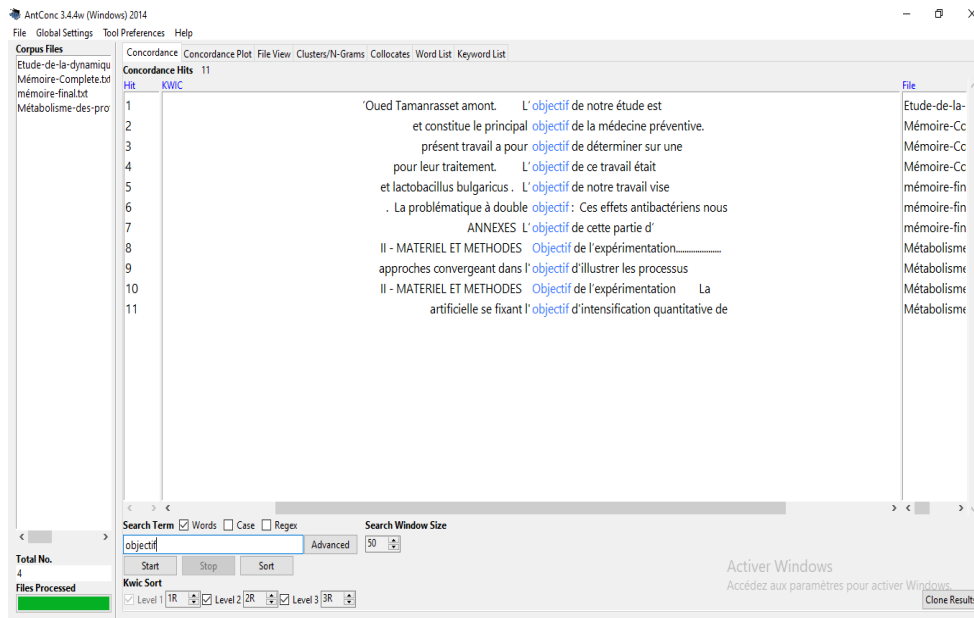 AntConc 3.4.4w (Windows) 2014
File Global Settings Tool Preferences Help
Corpus Files
Etude-de-la-dynamiqu
Mémoire-Complete.txt
mémoire-final.txt
Métabolisme-des-pro
Concordance Concordance Plot File View Clusters/N-Grams Collocates Word List Keyword List
Concordance Hits 11
Hit KWIC File
1 'Oued Tamanrasset amont. L'objectif de notre étude est Etude-de-la-
2 et constitue le principal objectif de la médecine préventive. Mémoire-Co
3 présent travail a pour objectif de déterminer sur une Mémoire-Co
4 pour leur traitement. L'objectif de ce travail était Mémoire-Co
5 et lactobacillus bulgaricus . L'objectif de notre travail vise mémoire-fin
6 . La problématique à double objectif : Ces effets antibactériens nous mémoire-fin
7 ANNEXES L'objectif de cette partie d' mémoire-fin
8 II - MATERIEL ET METHODES Objectif de l'expérimentation..................... Métabolisme
9 approches convergeant dans l'objectif d'illustrer les processus Métabolisme
10 II - MATERIEL ET METHODES Objectif de l'expérimentation La Métabolisme
11 artificielle se fixant l'objectif d'intensification quantitative de Métabolisme
Search Term Words Case Regex Search Window Size
objectif Advanced 50
Start Stop Sort
Kwic Sort
Level 1 1R Level 2 2R Level 3 3R
Total No.
4
Files Processed
Activer Windows
Accédez aux paramètres pour activer Windows.
Clone Results